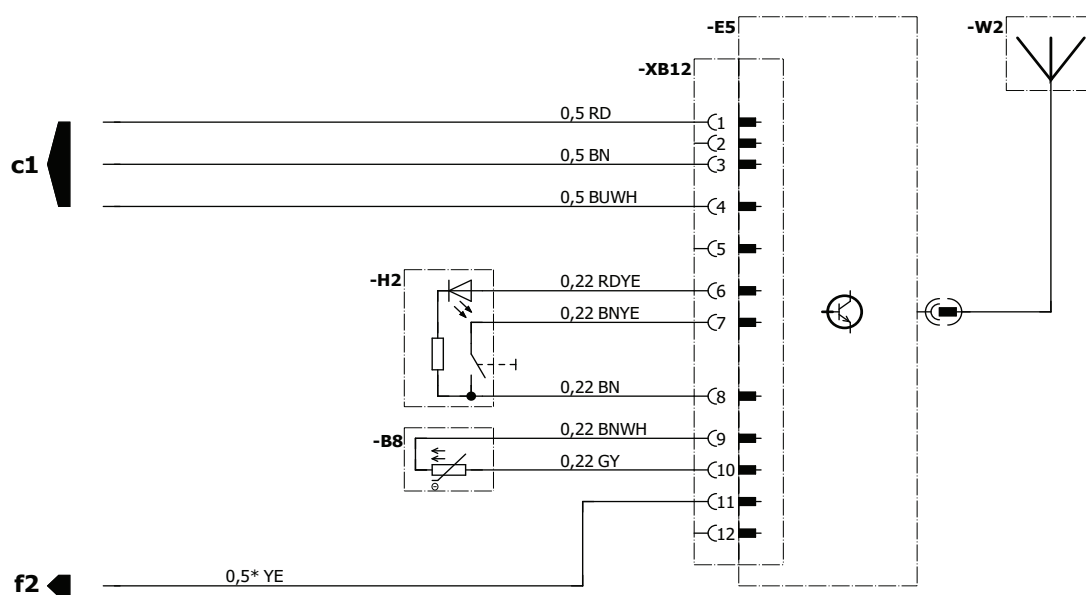 -E5
-W2
-XB12
c1
0,5 RD
1
2
0,5 BN
3
0,5 BUWH
4
5
-H2
0,22 RDYE
6
0,22 BNYE
7
0,22 BN
8
-B8
0,22 BNWH
9
0,22 GY
10
Θ
11
12
f2
0,5* YE